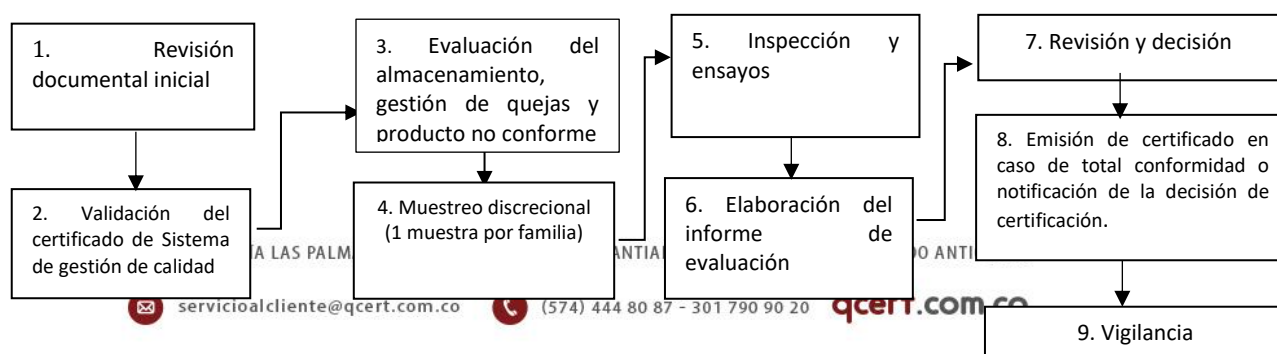 1. Revisión
documental inicial
2. Validación del
certificado de Sistema
de gestión de calidad
3. Evaluación del
almacenamiento,
gestión de quejas y
producto no conforme
4. Muestreo discrecional
(1 muestra por familia)
5. Inspección y
ensayos
6. Elaboración del
informe de
evaluación
7. Revisión y decisión
8. Emisión de certificado en
caso de total conformidad o
notificación de la decisión de
certificación.
9. Vigilancia
LAS
servicioalcliente@qcert.com.co (574) 444 80 87 - 301 790 90 20 qcert.com.co